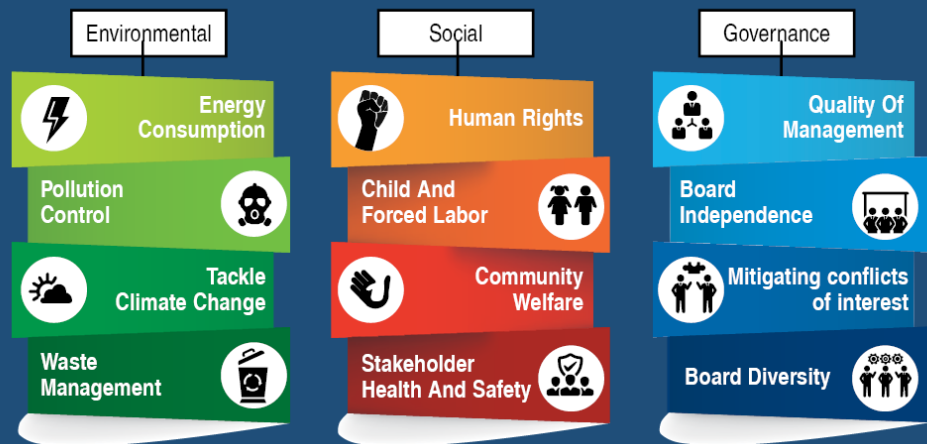 Environmental
Energy
Consumption
Pollution
Control
Tackle
Climate Change
Waste
Management
Social
Human Rights
Child And
Forced Labor
Community
Welfare
Stakeholder
Health And Safety
Governance
Quality Of
Management
Board
Independence
Mitigating conflicts
of interest
Board Diversity